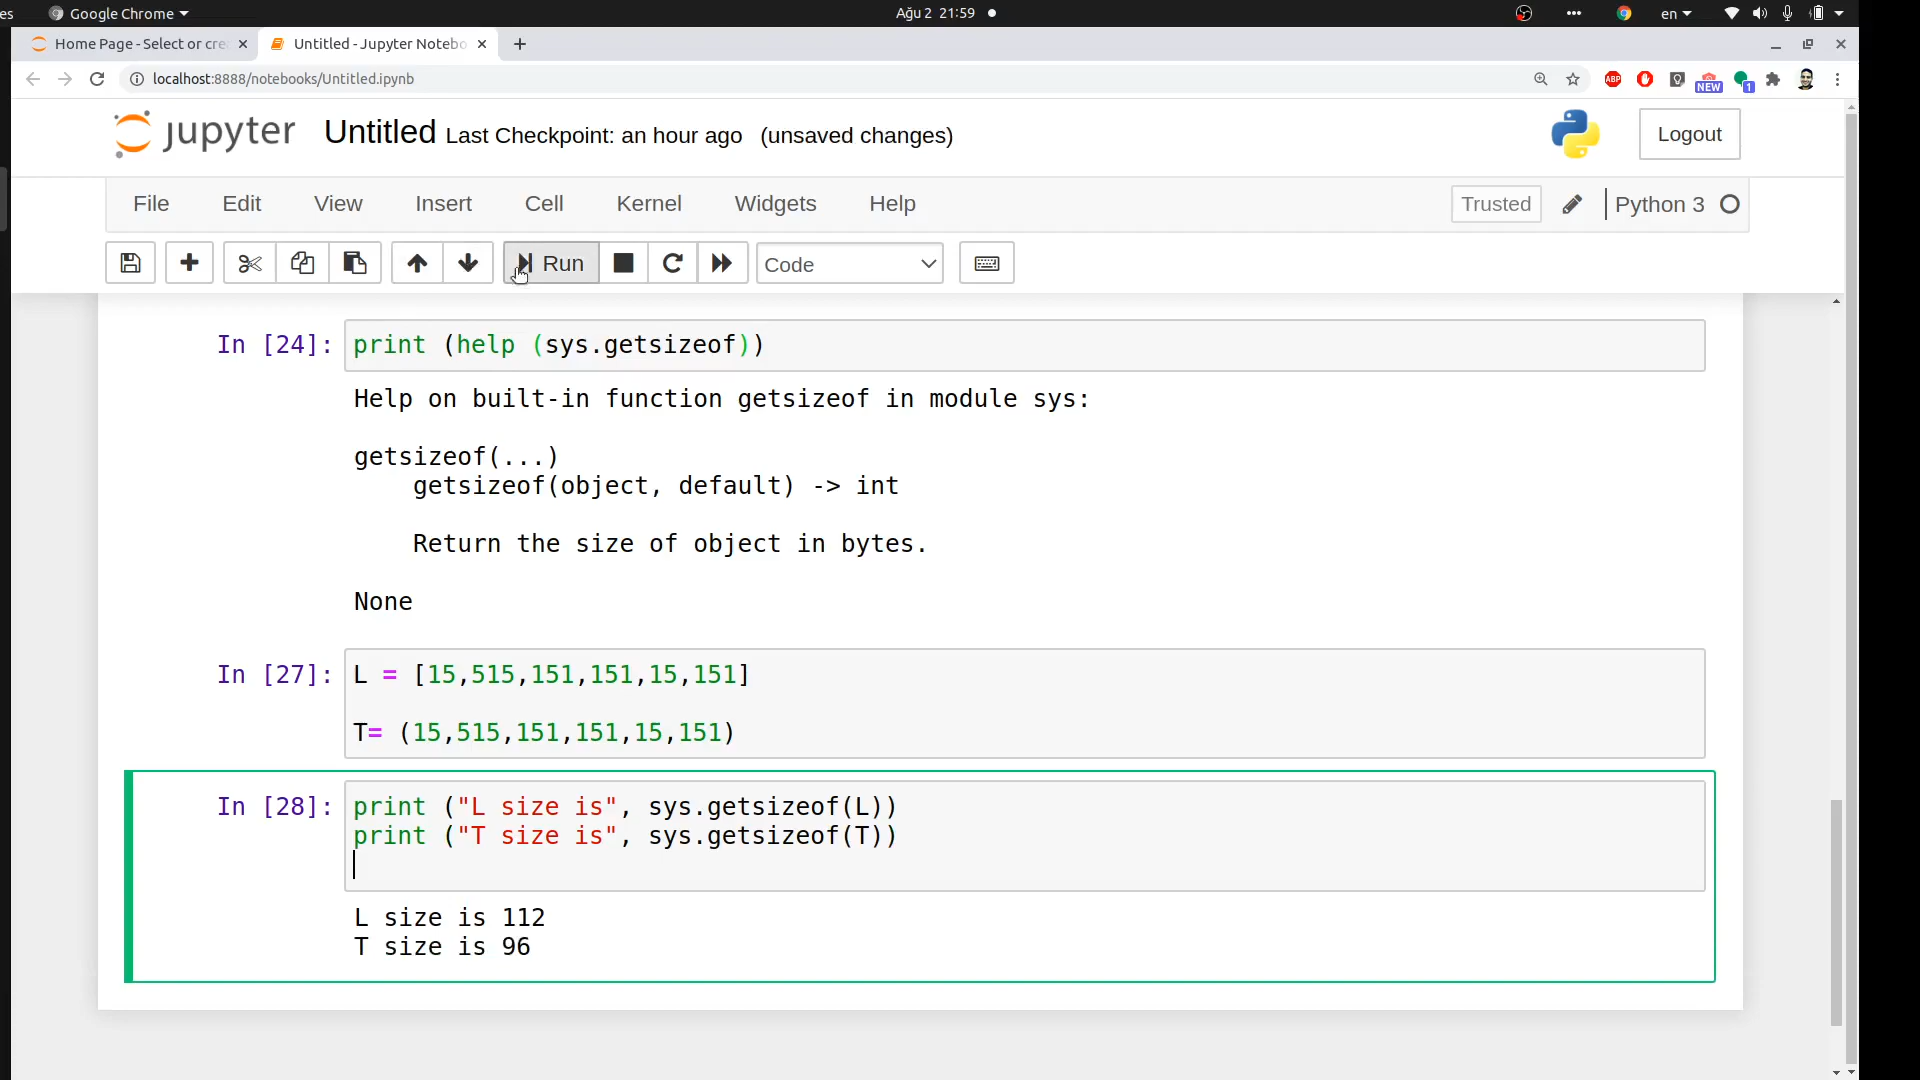 es
Google Chrome
Ağu 2 21:59
en
Home Page - Select or cre
Untitled - Jupyter Notebo
localhost:8888/notebooks/Untitled.ipynb
ABP
NEW
1
jupyter
Untitled Last Checkpoint: an hour ago (unsaved changes)
Logout
File Edit View Insert Cell Kernel Widgets Help
Trusted
Python 3
Run
Code
In [24]: print (help (sys.getsizeof))
Help on built-in function getsizeof in module sys:
getsizeof(...)
getsizeof(object, default) -> int
Return the size of object in bytes.
None
In [27]: L = [15,515,151,151,15,151]
T= (15,515,151,151,15,151)
In [28]: print ("L size is", sys.getsizeof(L))
print ("T size is", sys.getsizeof(T))
L size is 112
T size is 96